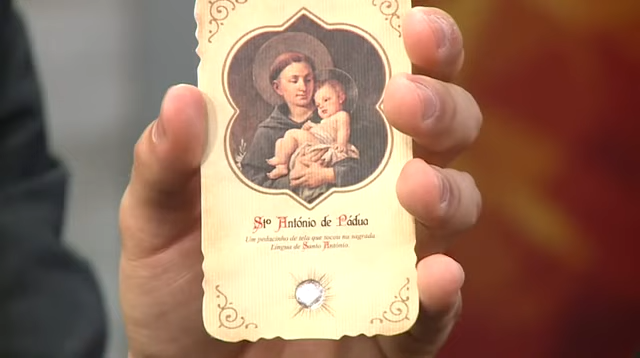 Stº António de Pádua
Um pedacinho de tela que tocou na sagrada
Língua de Santo António